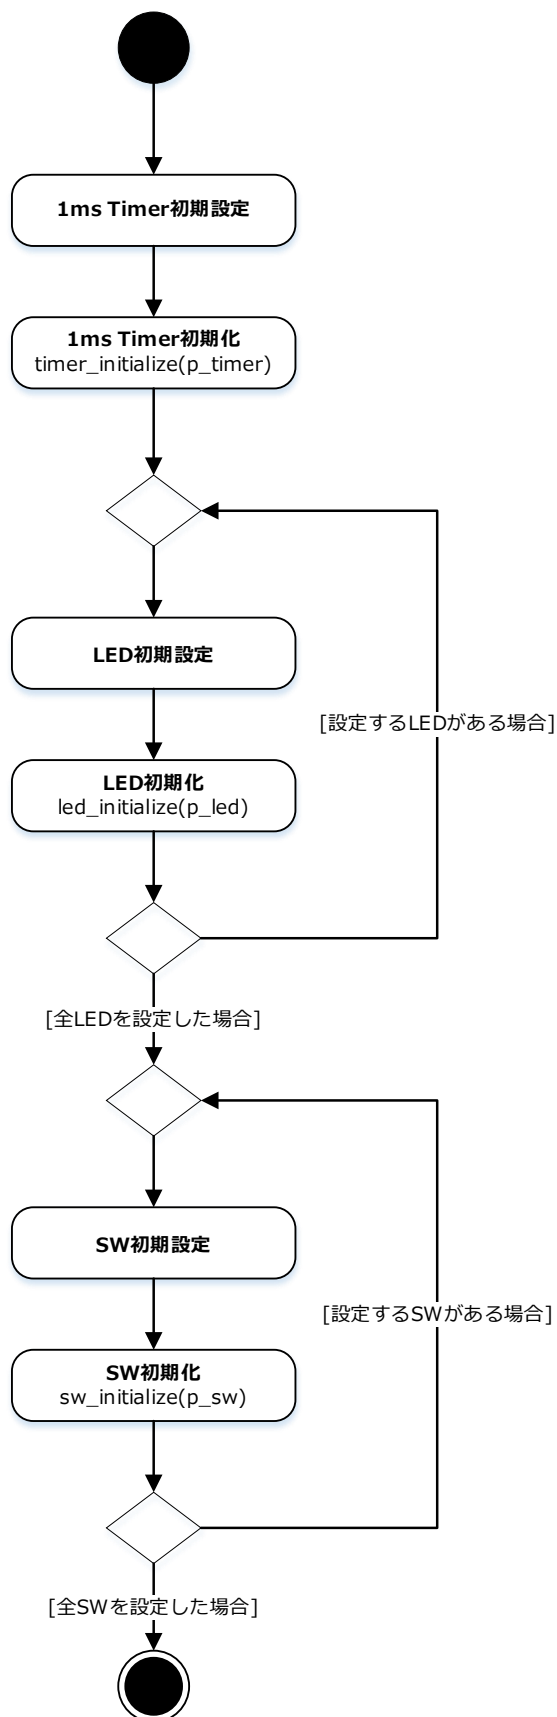 1ms Timer初期設定
1ms Timer初期化
timer_initialize(p_timer)
LED初期設定
[設定するLEDがある場合]
LED初期化
led_initialize(p_led)
[全LEDを設定した場合]
SW初期設定
[設定するSWがある場合]
SW初期化
sw_initialize(p_sw)
[全SWを設定した場合]